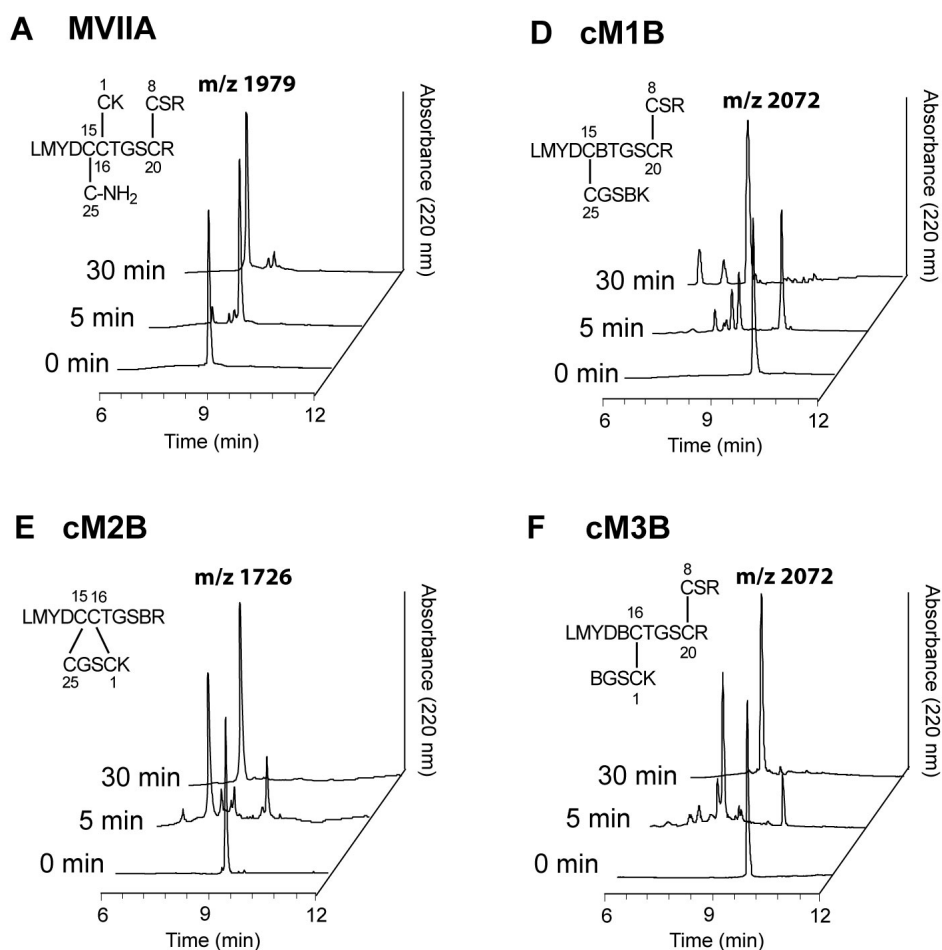 A MVIIA
m/z 1979
1
CK
8
CSR
15
LMYDCCTGSCR
16
20
C-NH2
25
30 min
5 min
0 min
6 9 12
Time (min)
Absorbance (220 nm)
D cM1B
m/z 2072
8
CSR
15
LMYDCBTGSCR
20
CGSBK
25
30 min
5 min
0 min
6 9 12
Time (min)
Absorbance (220 nm)
E cM2B
m/z 1726
15 16
LMYDCCTGSBR
CGSCK
25 1
30 min
5 min
0 min
6 9 12
Time (min)
Absorbance (220 nm)
F cM3B
m/z 2072
8
CSR
16
LMYDBCTGSCR
20
BGSCK
1
30 min
5 min
0 min
6 9 12
Time (min)
Absorbance (220 nm)